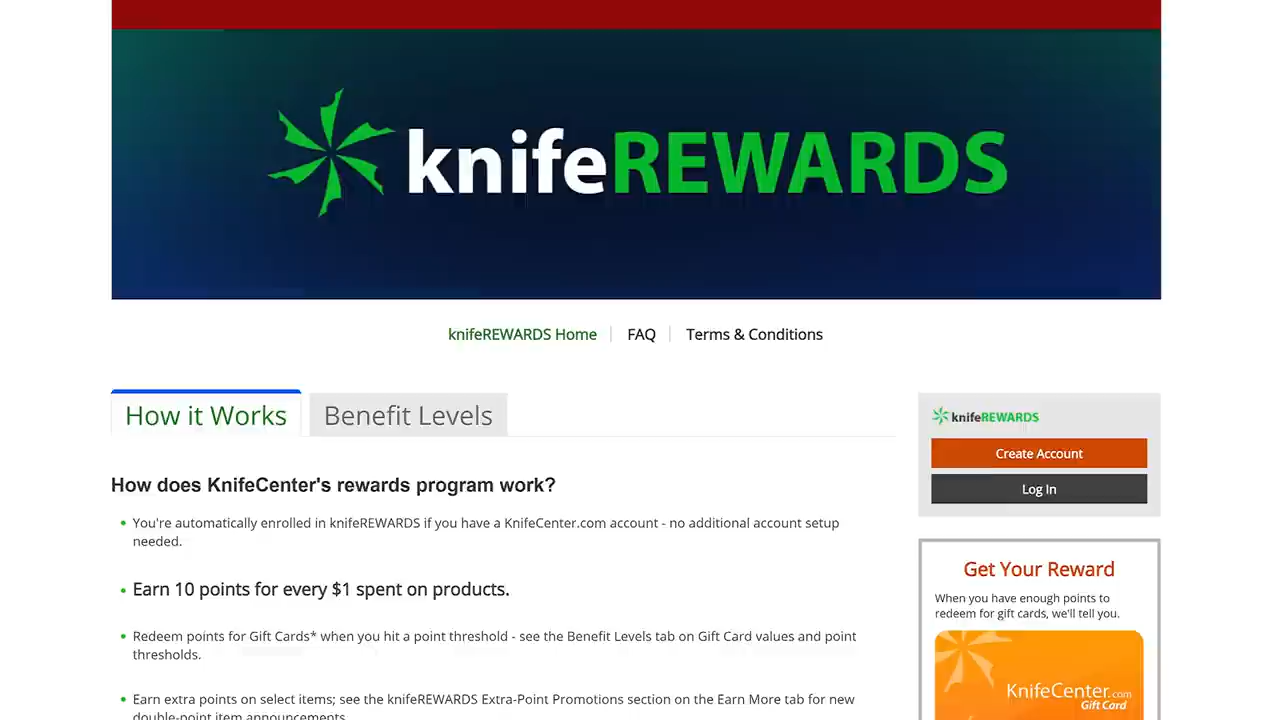 knifeREWARDS
knifeREWARDS Home
FAQ
Terms & Conditions
How it Works
Benefit Levels
How does KnifeCenter's rewards program work?
You're automatically enrolled in knifeREWARDS if you have a KnifeCenter.com account - no additional account setup
needed.
Earn 10 points for every $1 spent on products.
Redeem points for Gift Cards* when you hit a point threshold - see the Benefit Levels tab on Gift Card values and point
thresholds.
Earn extra points on select items; see the knifeREWARDS Extra-Point Promotions section on the Earn More tab for new
double-point item announcements.
knifeREWARDS
Create Account
Log In
Get Your Reward
When you have enough points to
redeem for gift cards, we'll tell you.
KnifeCenter.com
Gift Card